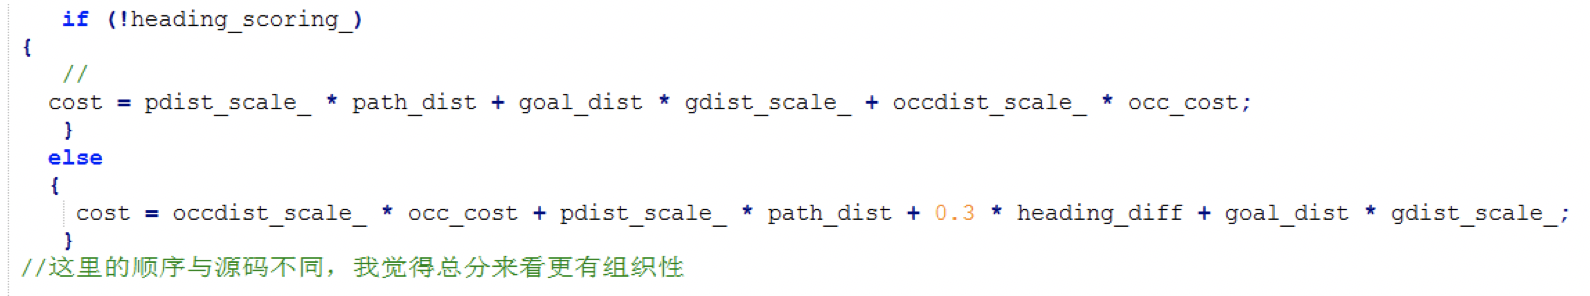 if (!heading_scoring_)
{
//
cost = pdist_scale_ * path_dist + goal_dist * gdist_scale_ + occdist_scale_ * occ_cost;
}
else
{
cost = occdist_scale_ * occ_cost + pdist_scale_ * path_dist + 0.3 * heading_diff + goal_dist * gdist_scale_;
}
//这里的顺序与源码不同，我觉得总分来看更有组织性